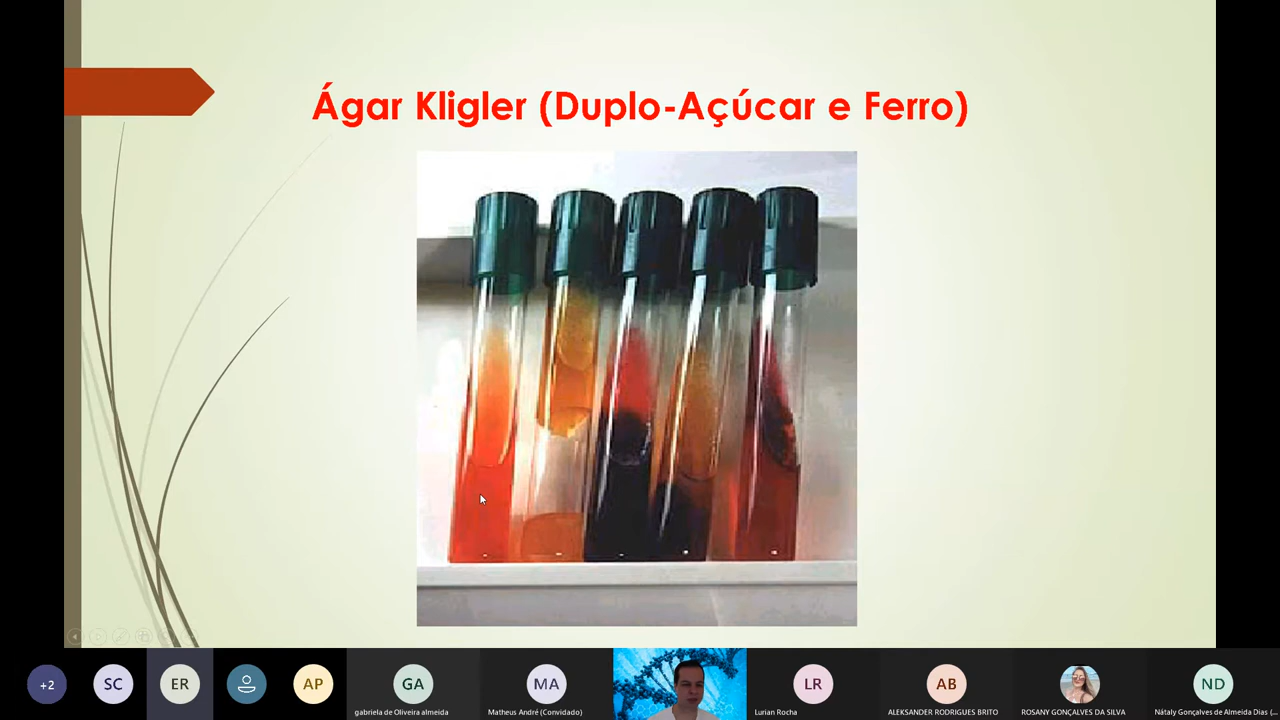 Ágar Kligler (Duplo-Açúcar e Ferro)
+2
SC
ER
AP
GA
MA
LR
AB
ND
gabriela de Oliveira almeida
Matheus André (Convidado)
Lurian Rocha
ALEKSANDER RODRIGUES BRITO
ROSANY GONÇALVES DA SILVA
Nátaly Gonçalves de Almeida Dias (...